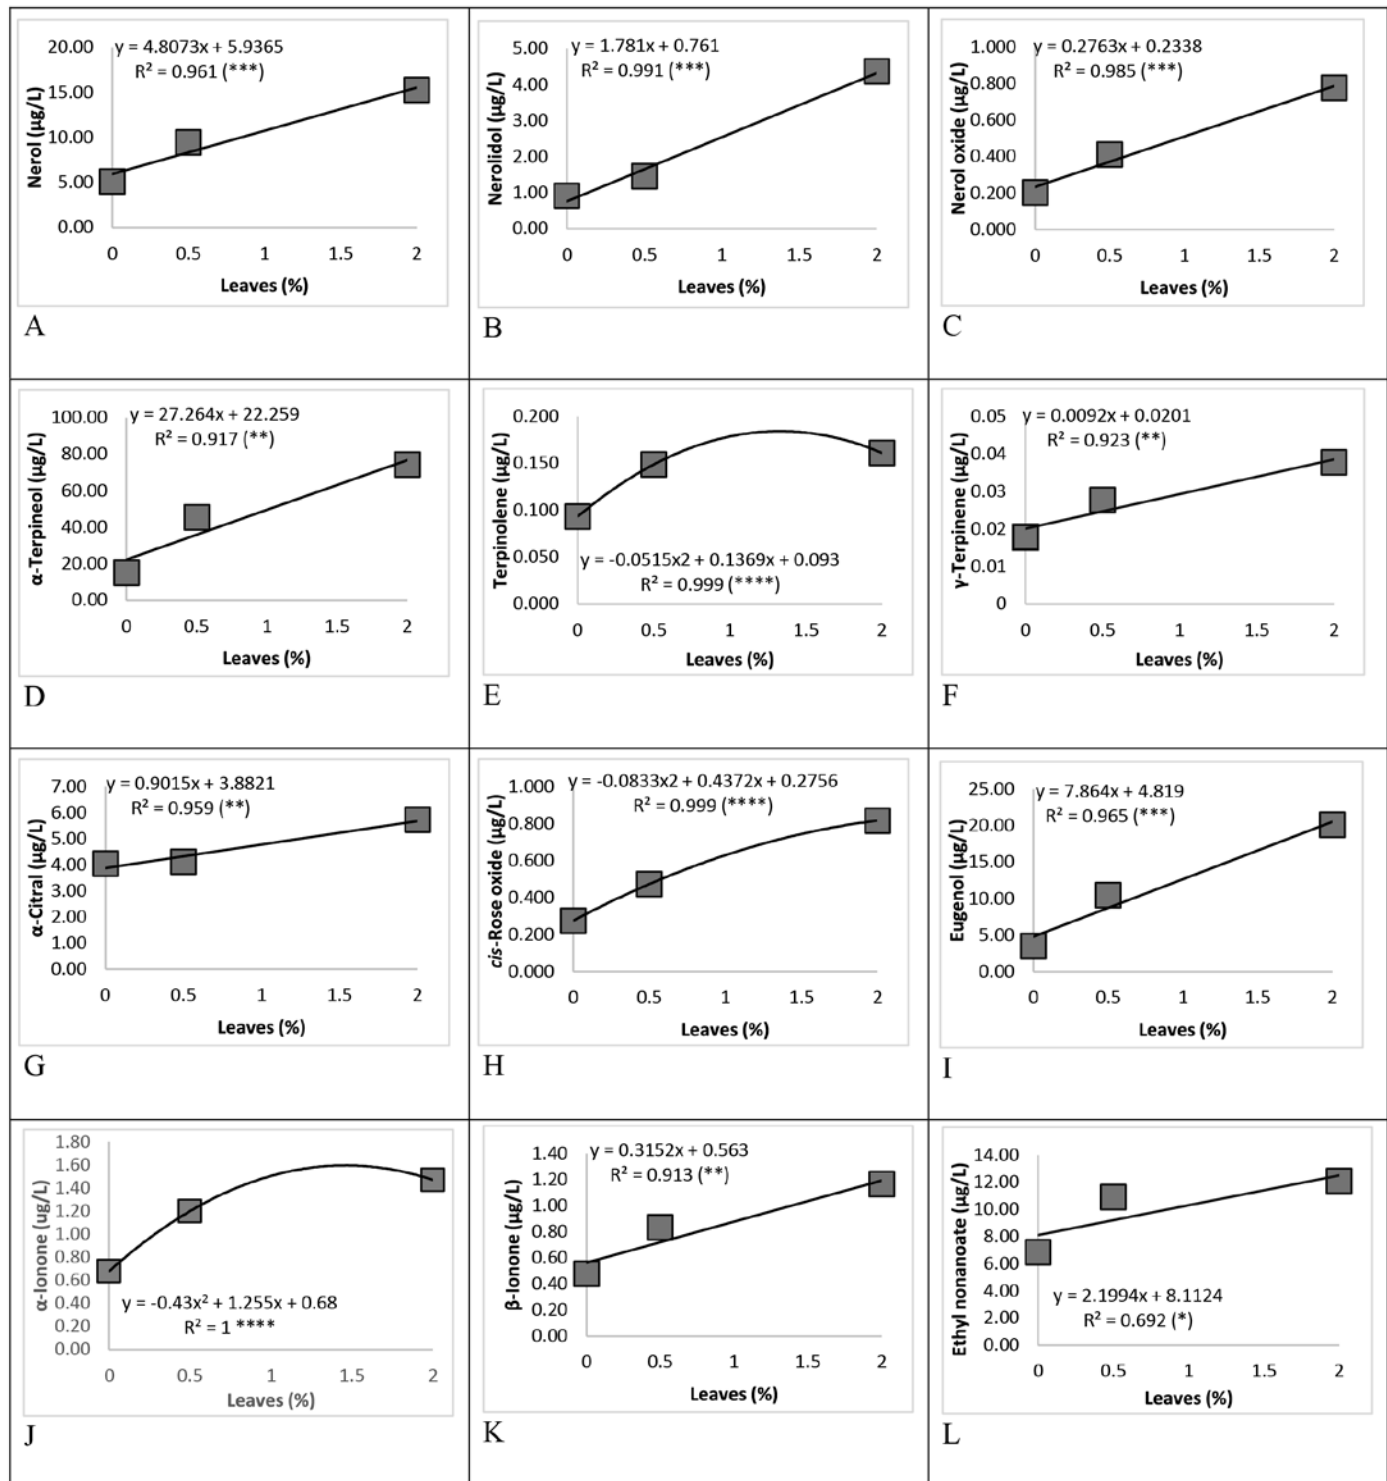 20.00
y = 4.8073x + 5.9365
R² = 0.961 (***)
15.00
10.00
5.00
0.00
Nerol (µg/L)
0 0.5 1 1.5 2
Leaves (%)
A
5.00
y = 1.781x + 0.761
R² = 0.991 (***)
4.00
3.00
2.00
1.00
0.00
Nerolidol (µg/L)
0 0.5 1 1.5 2
Leaves (%)
B
1.000
y = 0.2763x + 0.2338
R² = 0.985 (***)
0.800
0.600
0.400
0.200
0.000
Nerol oxide (µg/L)
0 0.5 1 1.5 2
Leaves (%)
C
100.00
y = 27.264x + 22.259
R² = 0.917 (**)
80.00
60.00
40.00
20.00
0.00
α-Terpineol (µg/L)
0 0.5 1 1.5 2
Leaves (%)
D
0.200
0.150
0.100
0.050
0.000
Terpinolene (µg/L)
y = -0.0515x2 + 0.1369x + 0.093
R² = 0.999 (****)
0 0.5 1 1.5 2
Leaves (%)
E
0.05
y = 0.0092x + 0.0201
R² = 0.923 (**)
0.04
0.03
0.02
0.01
0
γ-Terpinene (µg/L)
0 0.5 1 1.5 2
Leaves (%)
F
7.00
y = 0.9015x + 3.8821
R² = 0.959 (**)
6.00
5.00
4.00
3.00
2.00
1.00
0.00
α-Citral (µg/L)
0 0.5 1 1.5 2
Leaves (%)
G
1.000
y = -0.0833x2 + 0.4372x + 0.2756
R² = 0.999 (****)
0.800
0.600
0.400
0.200
0.000
cis-Rose oxide (µg/L)
0 0.5 1 1.5 2
Leaves (%)
H
25.00
y = 7.864x + 4.819
R² = 0.965 (***)
20.00
15.00
10.00
5.00
0.00
Eugenol (µg/L)
0 0.5 1 1.5 2
Leaves (%)
I
1.80
1.60
1.40
1.20
1.00
0.80
0.60
0.40
0.20
0.00
α-Ionone (ug/L)
y = -0.43x² + 1.255x + 0.68
R² = 1 ****
0 0.5 1 1.5 2
Leaves (%)
J
1.40
y = 0.3152x + 0.563
R² = 0.913 (**)
1.20
1.00
0.80
0.60
0.40
0.20
0.00
β-Ionone (µg/L)
0 0.5 1 1.5 2
Leaves (%)
K
14.00
12.00
10.00
8.00
6.00
4.00
2.00
0.00
Ethyl nonanoate (µg/L)
y = 2.1994x + 8.1124
R² = 0.692 (*)
0 0.5 1 1.5 2
Leaves (%)
L